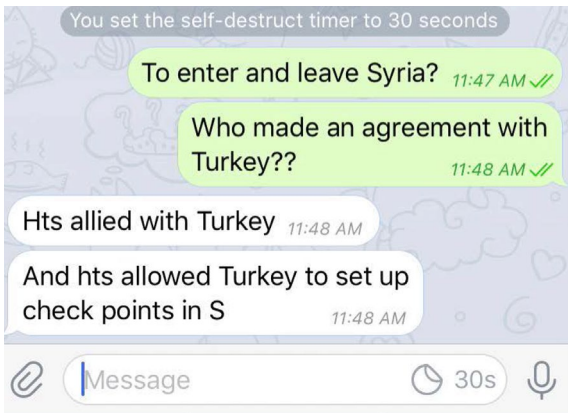 You set the self-destruct timer to 30 seconds
To enter and leave Syria? 11:47 AM
Who made an agreement with
Turkey?? 11:48 AM
Hts allied with Turkey 11:48 AM
And hts allowed Turkey to set up
check points in S 11:48 AM
Message 30s